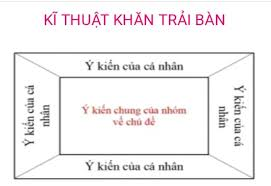 KĨ THUẬT KHĂN TRẢI BÀN
Ý kiến của cá nhân
Ý kiến của cá
nhân
Ý kiến chung của nhóm
về chủ đề
Ý kiến của cá
nhân
Ý kiến của cá nhân